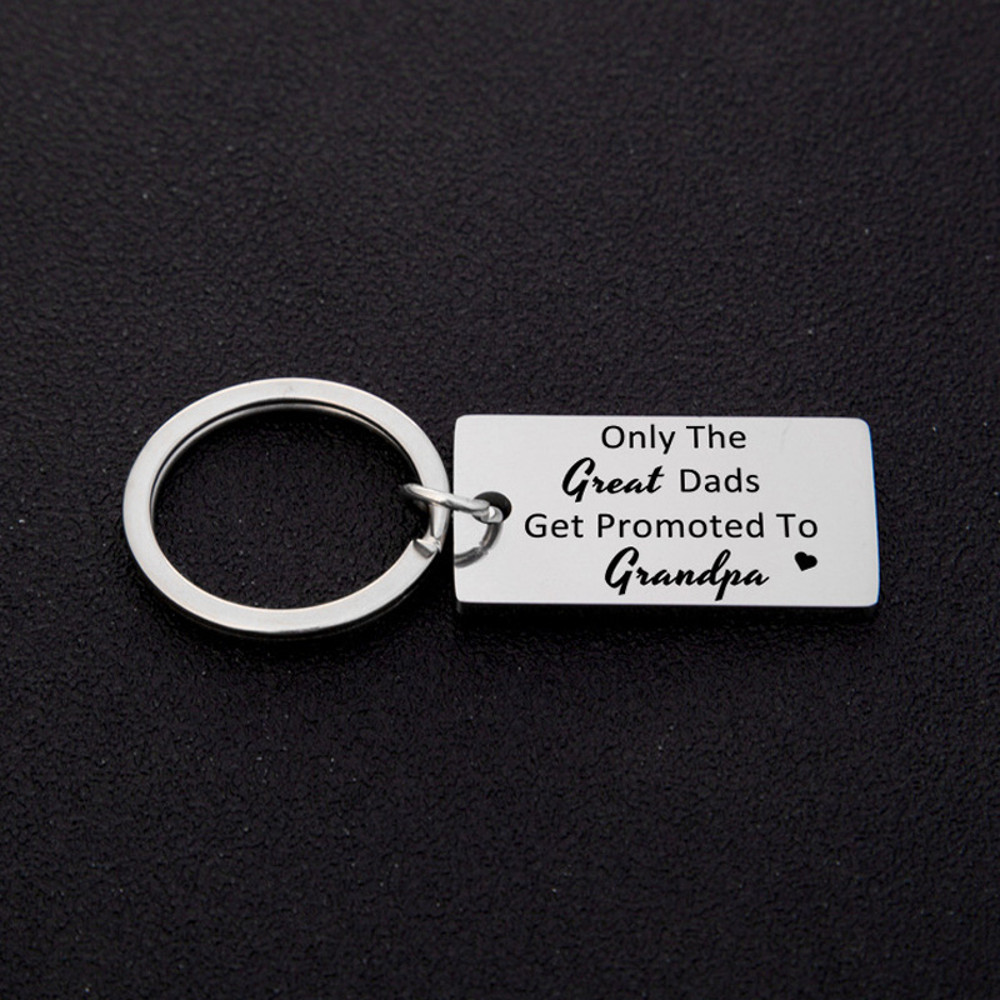 Only The
Great Dads
Get Promoted To
Grandpa